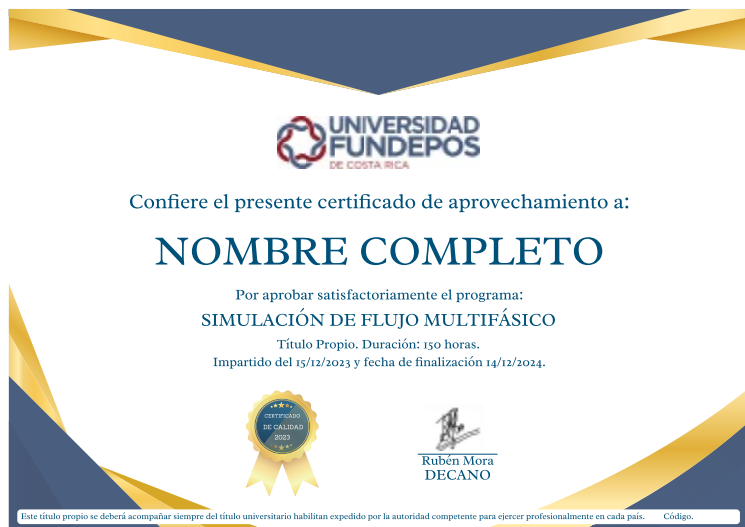 UNIVERSIDAD
FUNDEPOS
DE COSTA RICA
Confiere el presente certificado de aprovechamiento a:
NOMBRE COMPLETO
Por aprobar satisfactoriamente el programa:
SIMULACIÓN DE FLUJO MULTIFÁSICO
Título Propio. Duración: 150 horas.
Impartido del 15/12/2023 y fecha de finalización 14/12/2024.
CERTIFICADO
DE CALIDAD
2023
Rubén Mora
DECANO
Este título propio se deberá acompañar siempre del título universitario habilitan expedido por la autoridad competente para ejercer profesionalmente en cada país. Código.